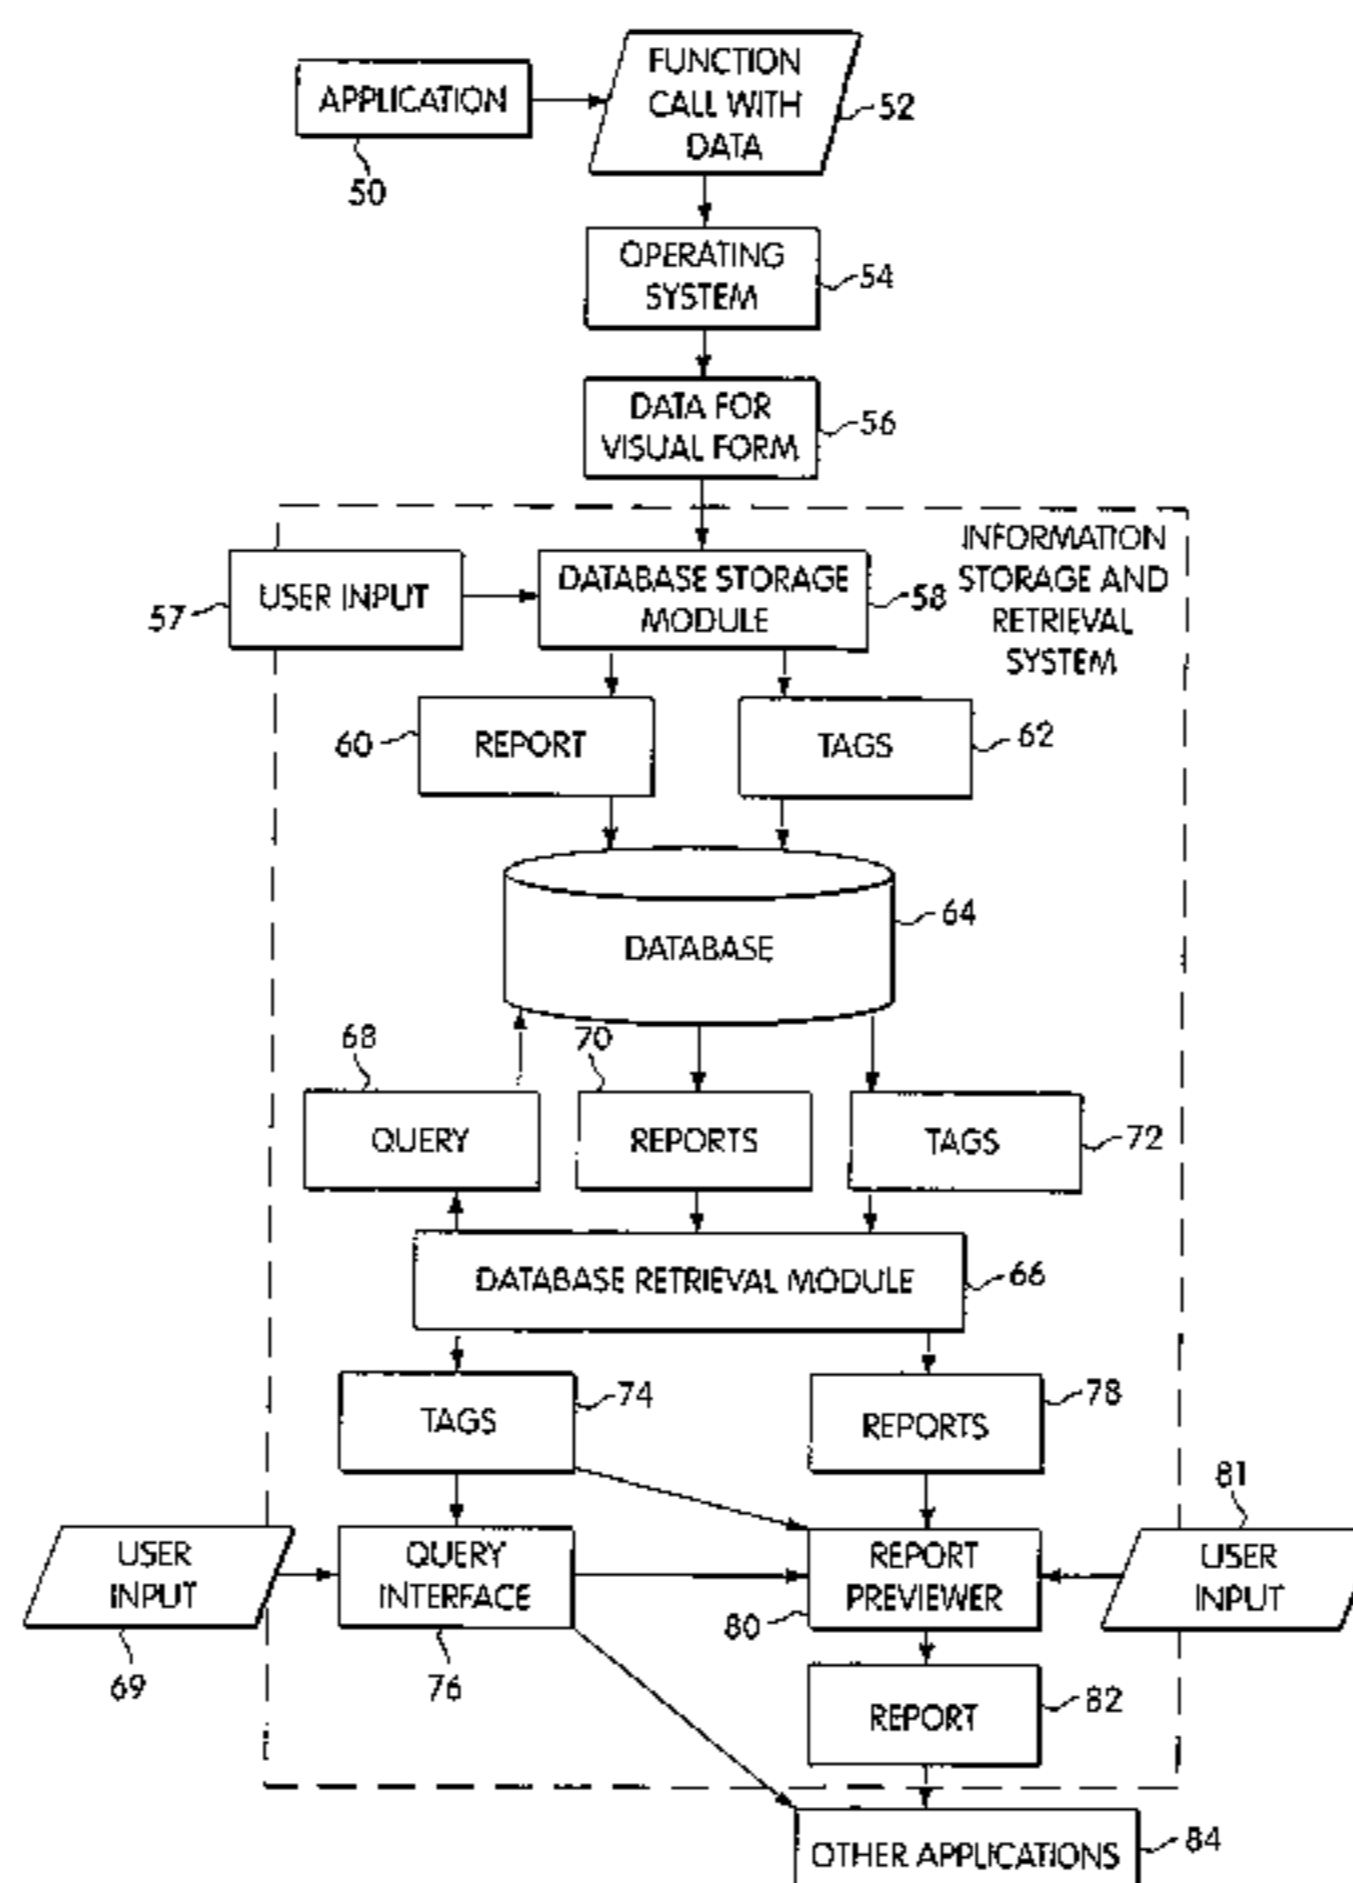 FUNCTION
CALL WITH
DATA
52
APPLICATION
50
OPERATING
SYSTEM
54
DATA FOR
VISUAL FORM
56
INFORMATION
STORAGE AND
RETRIEVAL
SYSTEM
USER INPUT
57
DATABASE STORAGE
MODULE
58
60
REPORT
TAGS
62
DATABASE
64
68
70
QUERY
REPORTS
TAGS
72
DATABASE RETRIEVAL MODULE
66
TAGS
74
REPORTS
78
81
USER
INPUT
69
QUERY
INTERFACE
76
REPORT
PREVIEWER
80
USER
INPUT
REPORT
82
OTHER APPLICATIONS
84